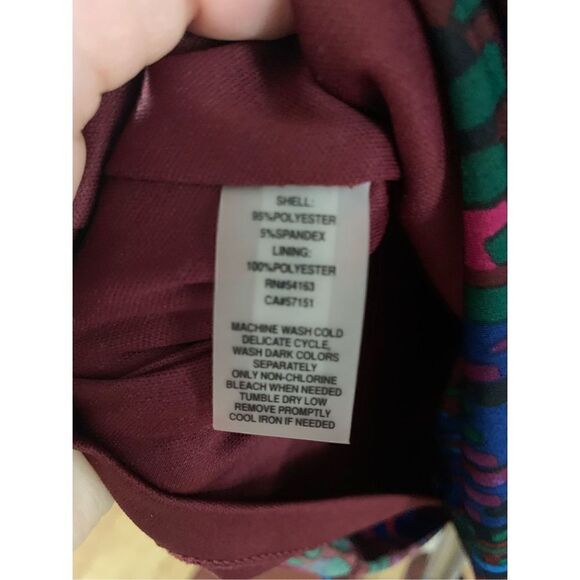 SHELL:
95%POLYESTER
5%SPANDEX
LINING:
100%POLYESTER
RN#54163
CA#57151
MACHINE WASH COLD
DELICATE CYCLE,
WASH DARK COLORS
SEPARATELY
ONLY NON-CHLORINE
BLEACH WHEN NEEDED
TUMBLE DRY LOW
REMOVE PROMPTLY
COOL IRON IF NEEDED